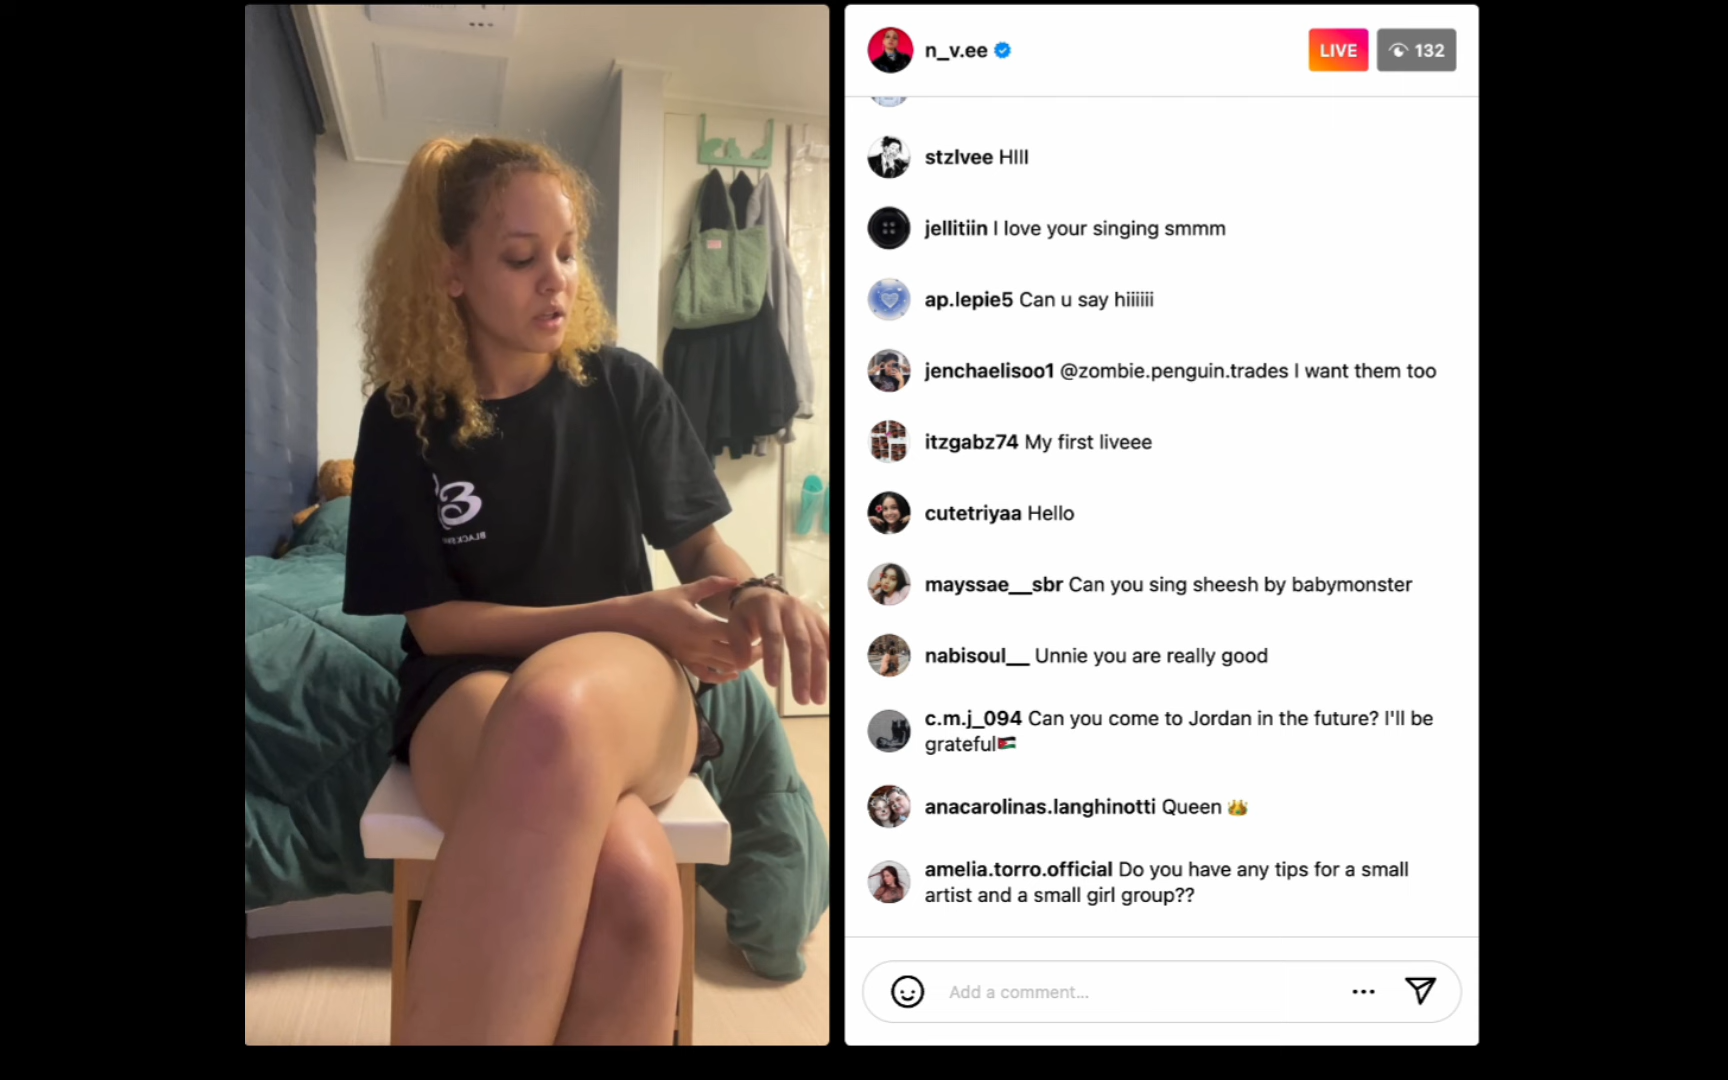 n_v.ee
LIVE
132
stzlvee HIII
jellitiin I love your singing smmm
ap.lepie5 Can u say hiiiiii
jenchaelisoo1 @zombie.penguin.trades I want them too
itzgabz74 My first liveee
cutetriyaa Hello
mayssae__sbr Can you sing sheesh by babymonster
nabisoul__ Unnie you are really good
c.m.j_094 Can you come to Jordan in the future? I'll be
grateful🇯🇴
anacarolinas.langhinotti Queen 👑
amelia.torro.official Do you have any tips for a small
artist and a small girl group??
Add a comment...